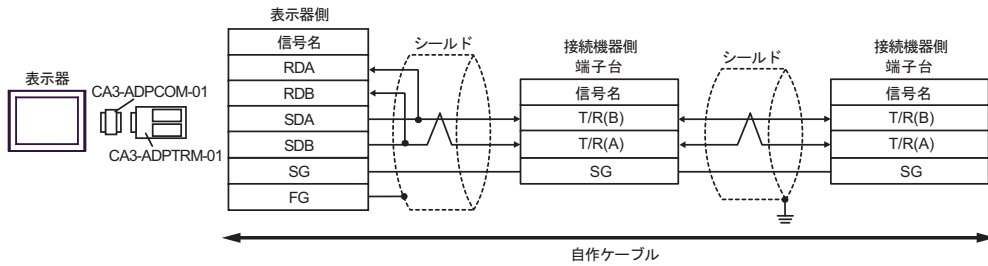 表示器
CA3-ADPCOM-01
CA3-ADPTRM-01
表示器側
信号名
RDA
RDB
SDA
SDB
SG
FG
シールド
接続機器側
端子台
信号名
T/R(B)
T/R(A)
SG
シールド
接続機器側
端子台
信号名
T/R(B)
T/R(A)
SG
自作ケーブル